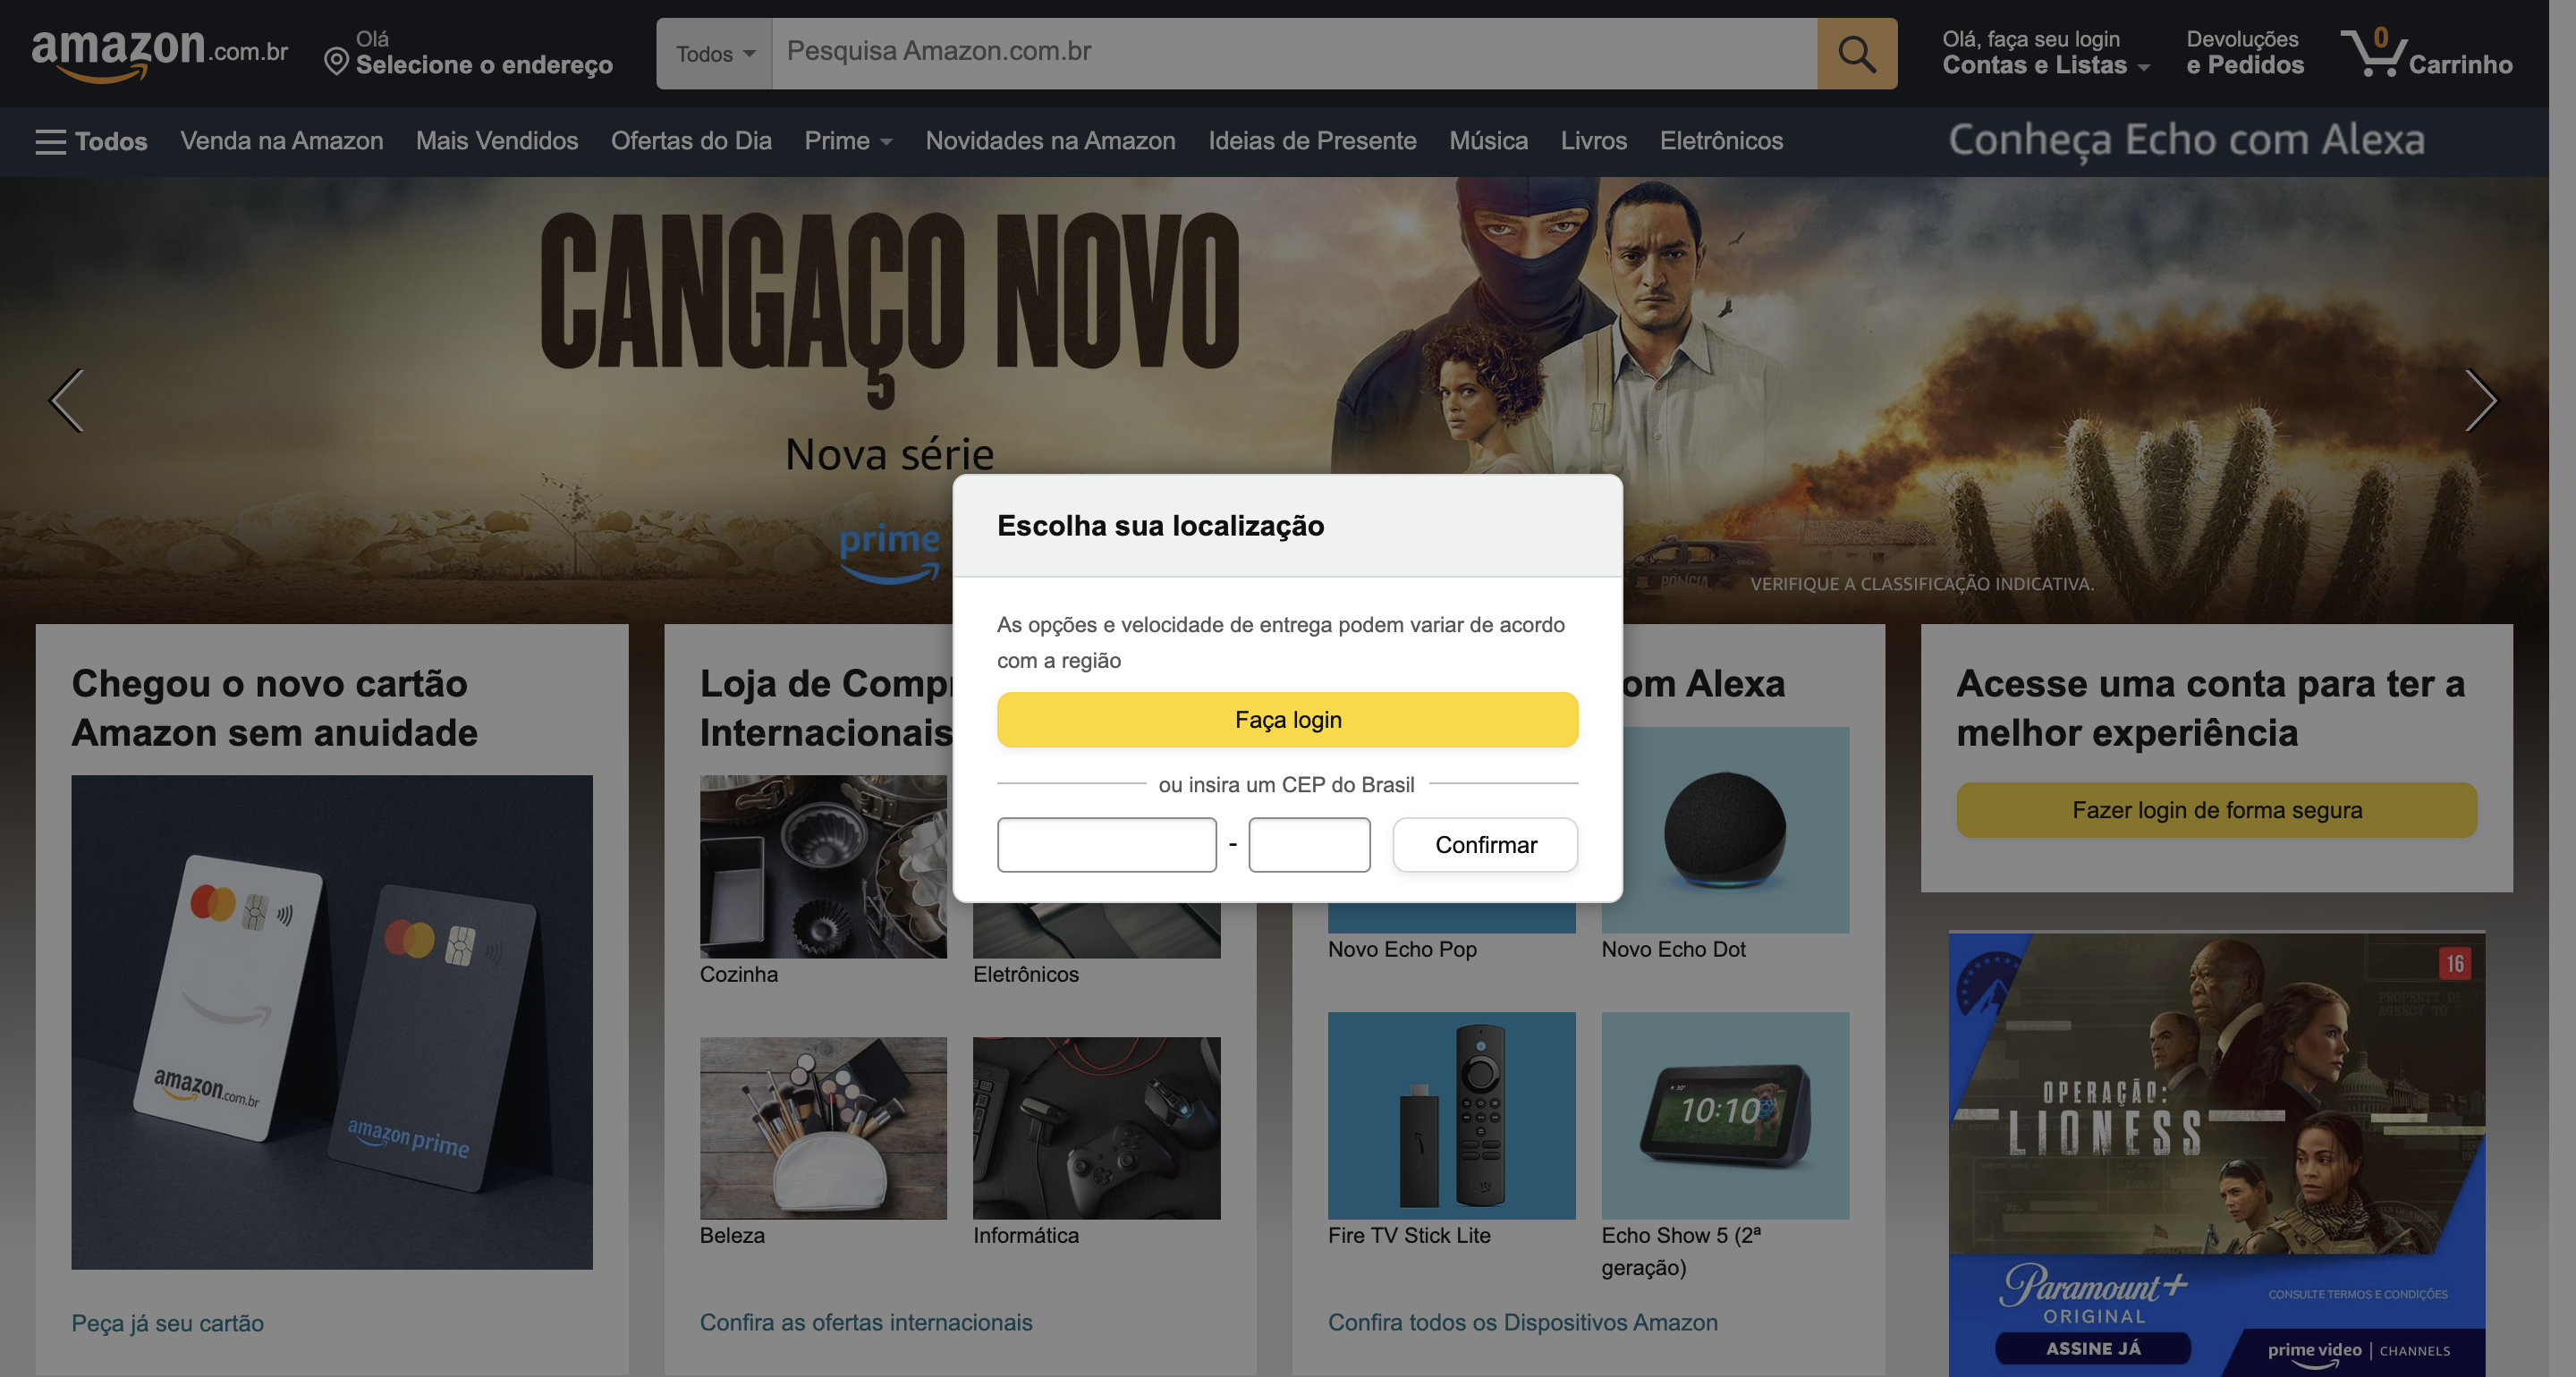 amazon.com.br
Olá
Selecione o endereço
Todos
Pesquisa Amazon.com.br
Olá, faça seu login
Contas e Listas
Devoluções
e Pedidos
0
Carrinho
Todos
Venda na Amazon
Mais Vendidos
Ofertas do Dia
Prime
Novidades na Amazon
Ideias de Presente
Música
Livros
Eletrônicos
Conheça Echo com Alexa
CANGAÇO NOVO
Nova série
prime
VERIFIQUE A CLASSIFICAÇÃO INDICATIVA.
Escolha sua localização
As opções e velocidade de entrega podem variar de acordo
com a região
Faça login
ou insira um CEP do Brasil
-
Confirmar
Chegou o novo cartão
Amazon sem anuidade
amazon.com.br
amazon prime
Peça já seu cartão
Loja de Comp
Internacionais
Cozinha
Eletrônicos
Beleza
Informática
Confira as ofertas internacionais
om Alexa
Novo Echo Pop
Novo Echo Dot
10:10
Fire TV Stick Lite
Echo Show 5 (2ª
geração)
Confira todos os Dispositivos Amazon
Acesse uma conta para ter a
melhor experiência
Fazer login de forma segura
16
PROPERTY OF
AGENCY TO
OPERAÇÃO:
LIONESS
Paramount+
ORIGINAL
ASSINE JÁ
CONSULTE TERMOS E CONDIÇÕES
prime video | CHANNELS